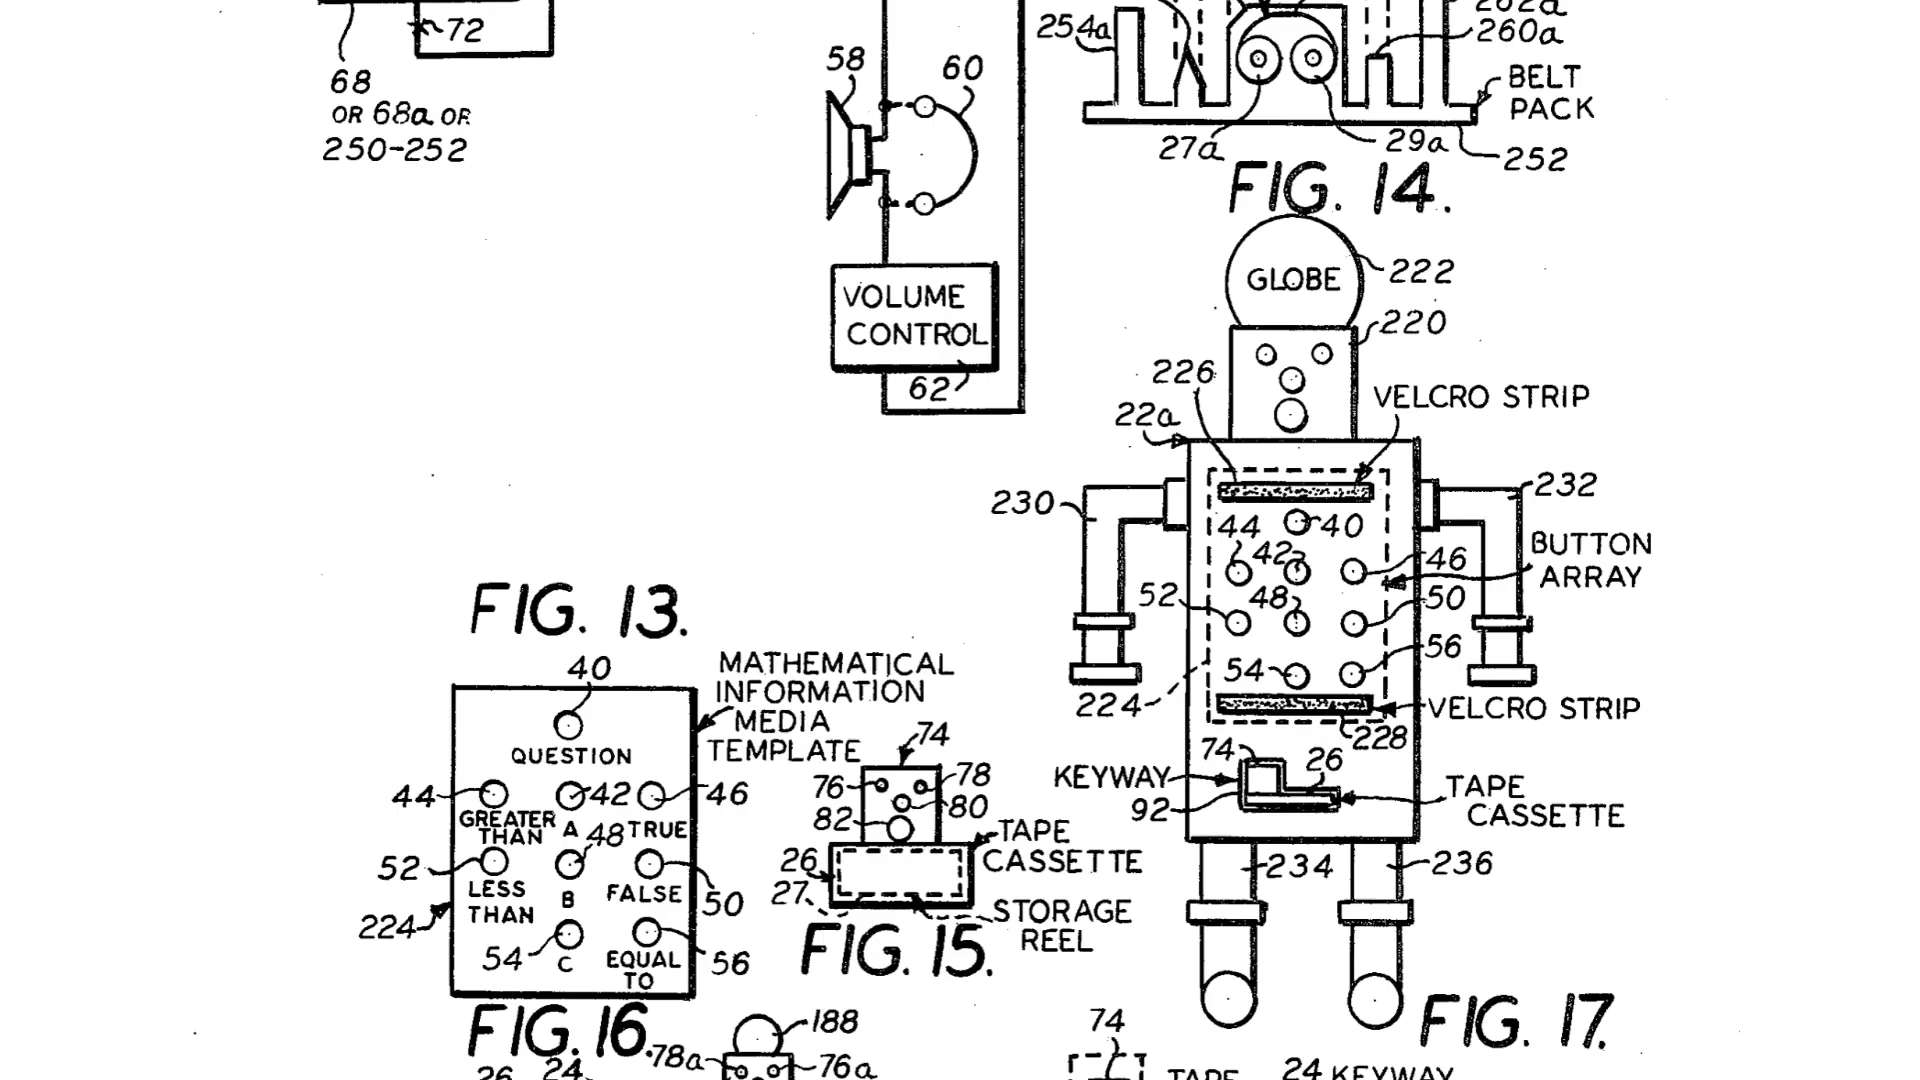 72
68
OR 68a OR
250-252
58
60
VOLUME
CONTROL
62
254a
262a
260a
BELT
PACK
27a
29a
252
FIG. 14.
GLOBE
222
220
226
VELCRO STRIP
22a
230
232
44
40
42
46
BUTTON
ARRAY
52
48
50
54
56
224
VELCRO STRIP
228
74
26
KEYWAY
92
TAPE
CASSETTE
234
236
FIG. 17.
FIG. 13.
40
MATHEMATICAL
INFORMATION
MEDIA
TEMPLATE
QUESTION
44
42
46
GREATER
THAN
A
48
TRUE
52
LESS
THAN
B
FALSE
50
224
54
C
EQUAL
TO
56
FIG. 16.
74
76
78
80
82
TAPE
CASSETTE
26
27
STORAGE
REEL
FIG. 15.
188
78a
76a
26
24
74
TAPE
24 KEYWAY